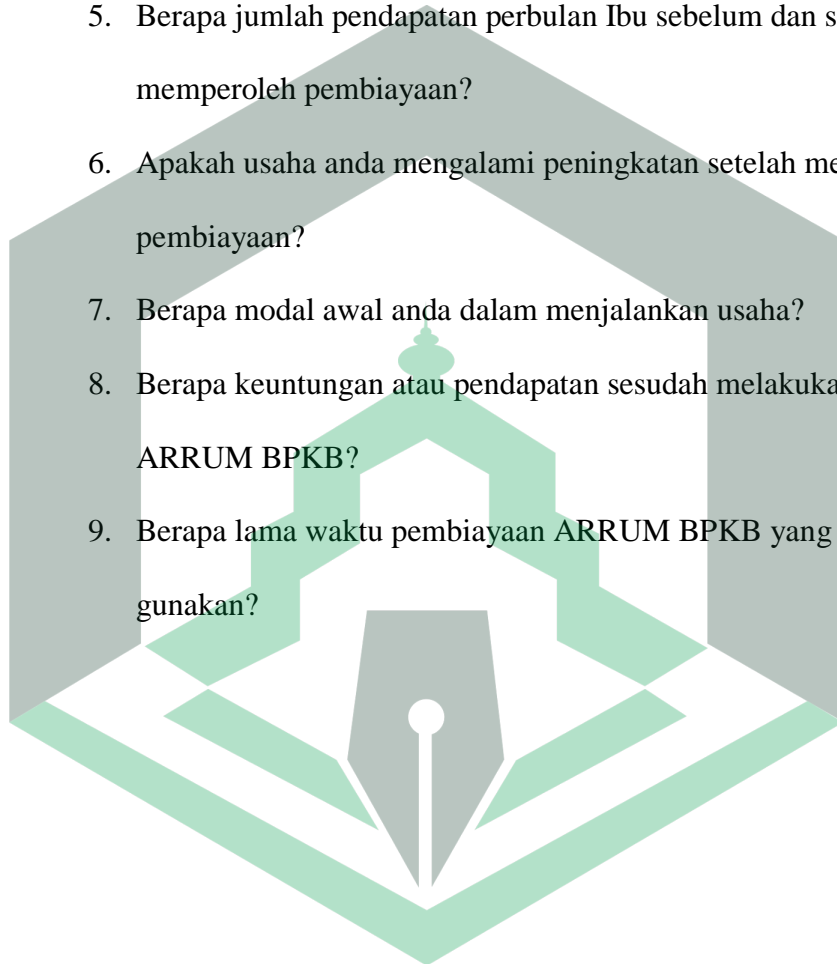 5. Berapa jumlah pendapatan perbulan Ibu sebelum dan
memperoleh pembiayaan?
6. Apakah usaha anda mengalami peningkatan setelah
pembiayaan?
7. Berapa modal awal anda dalam menjalankan usaha?
8. Berapa keuntungan atau pendapatan sesudah
ARRUM BPKB?
9. Berapa lama waktu pembiayaan ARRUM BPKB yang
gunakan?